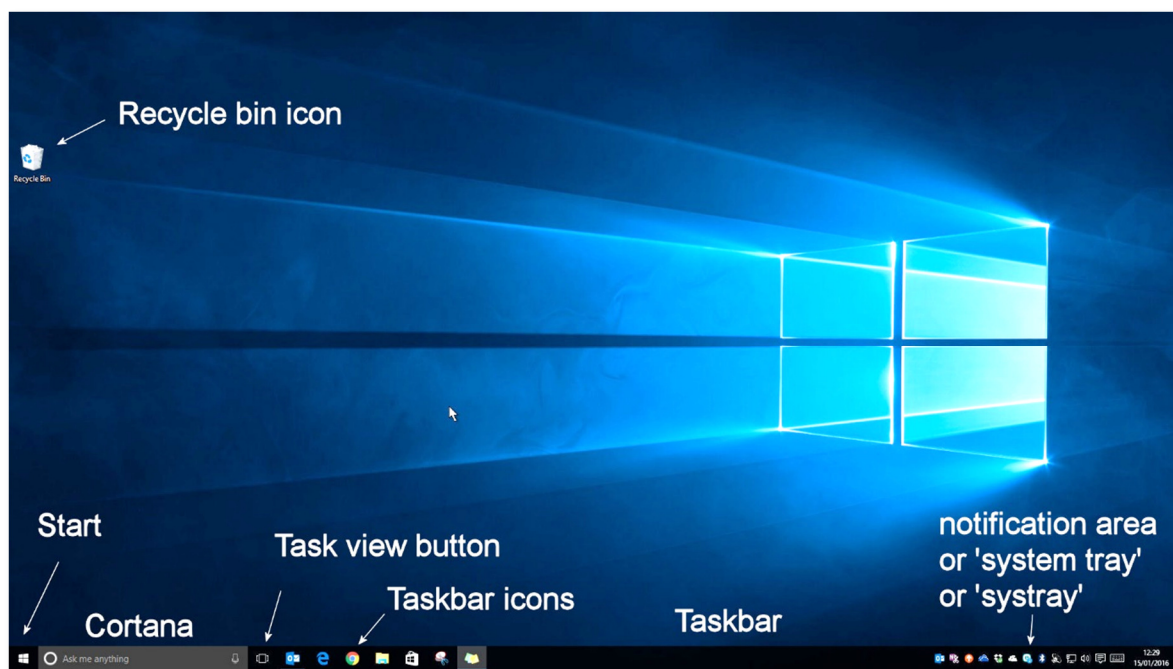 Recycle bin icon
Recycle Bin
Start
Task view button
notification area
or 'system tray'
or 'systray'
Taskbar icons
Taskbar
Cortana
Ask me anything
12:29
15/01/2016